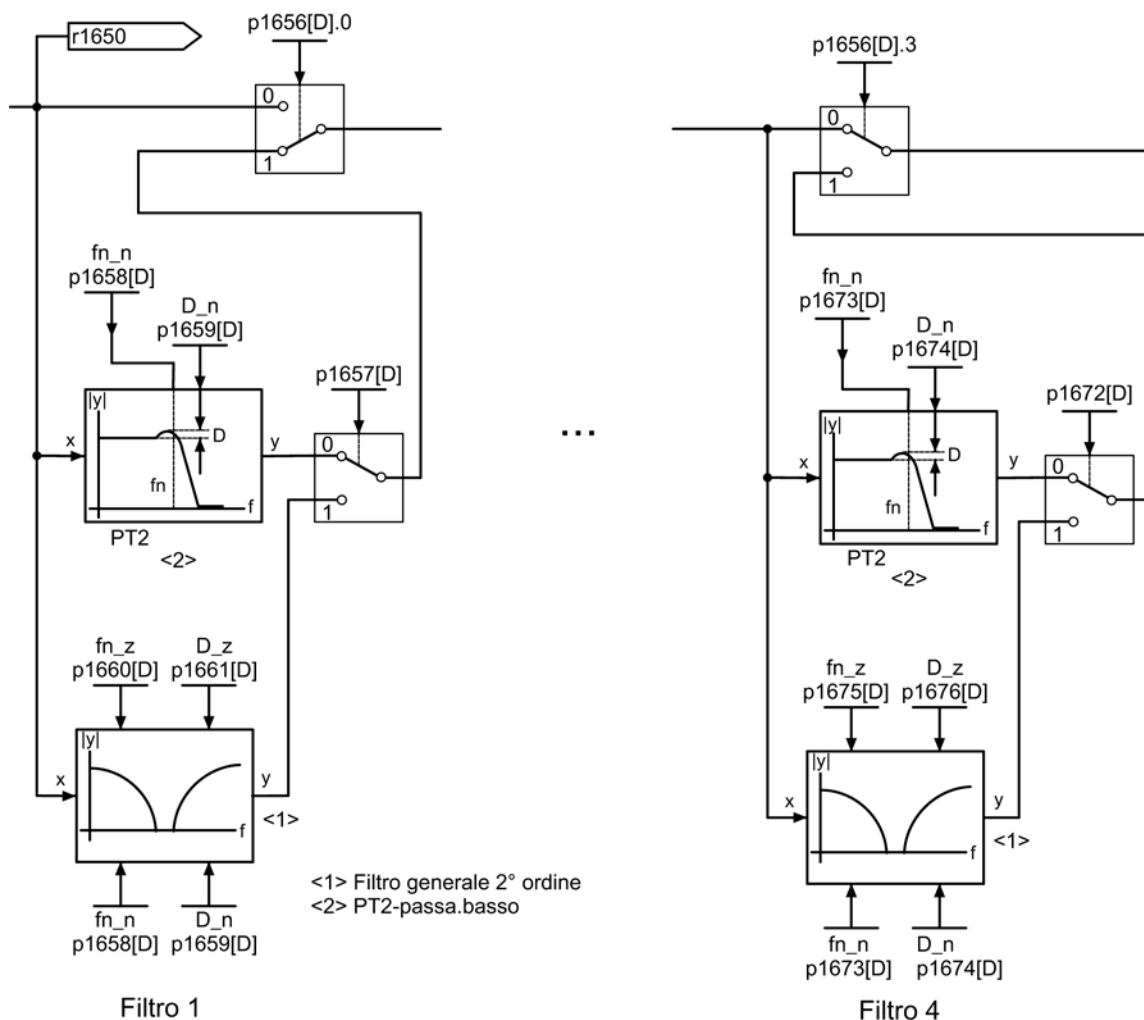 r1650
p1656[D].0
0
1
fn_n
p1658[D]
D_n
p1659[D]
|y|
x
D
fn
f
y
PT2
<2>
p1657[D]
0
1
fn_z
p1660[D]
D_z
p1661[D]
|y|
x
f
y
<1>
fn_n
p1658[D]
D_n
p1659[D]
<1> Filtro generale 2° ordine
<2> PT2-passa.basso
Filtro 1
...
p1656[D].3
0
1
fn_n
p1673[D]
D_n
p1674[D]
|y|
x
D
fn
f
y
PT2
<2>
p1672[D]
0
1
fn_z
p1675[D]
D_z
p1676[D]
|y|
x
f
y
<1>
fn_n
p1673[D]
D_n
p1674[D]
Filtro 4